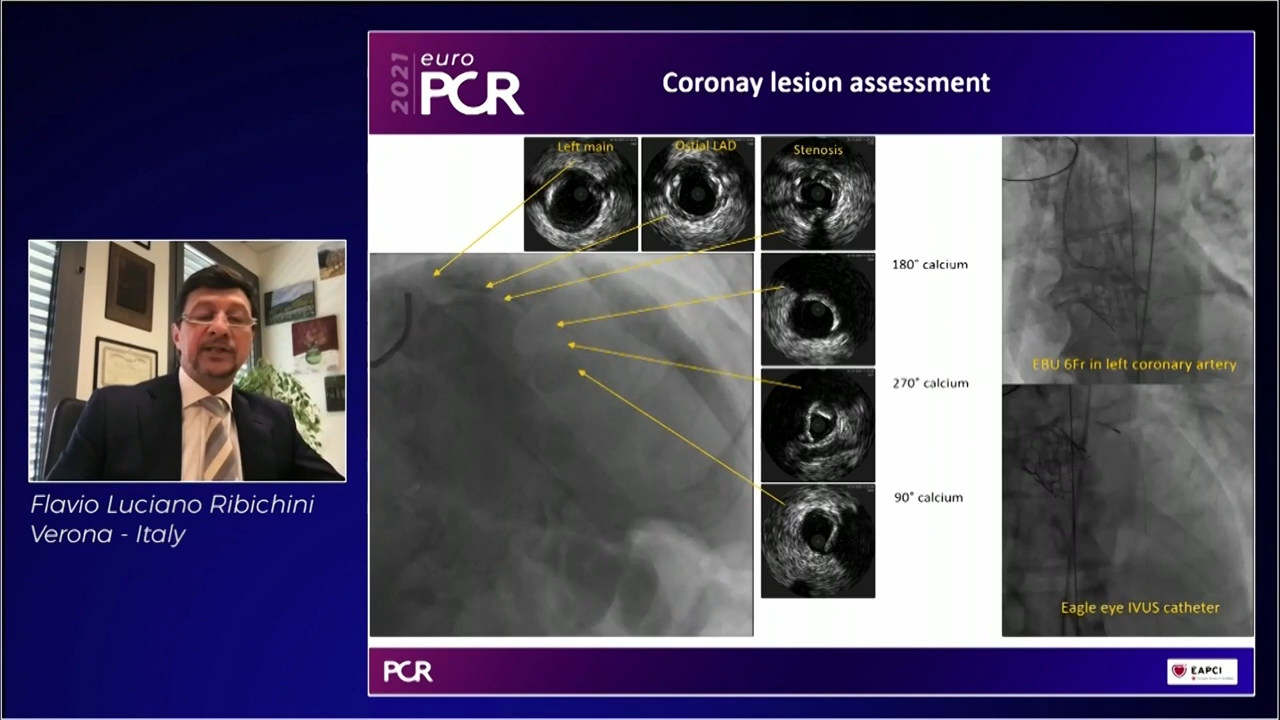 2021
euro
PCR
Coronay lesion assessment
Left main
Ostial LAD
Stenosis
180° calcium
270° calcium
90° calcium
EBU 6Fr in left coronary artery
Eagle eye IVUS catheter
Flavio Luciano Ribichini
Verona - Italy
PCR
EAPCI